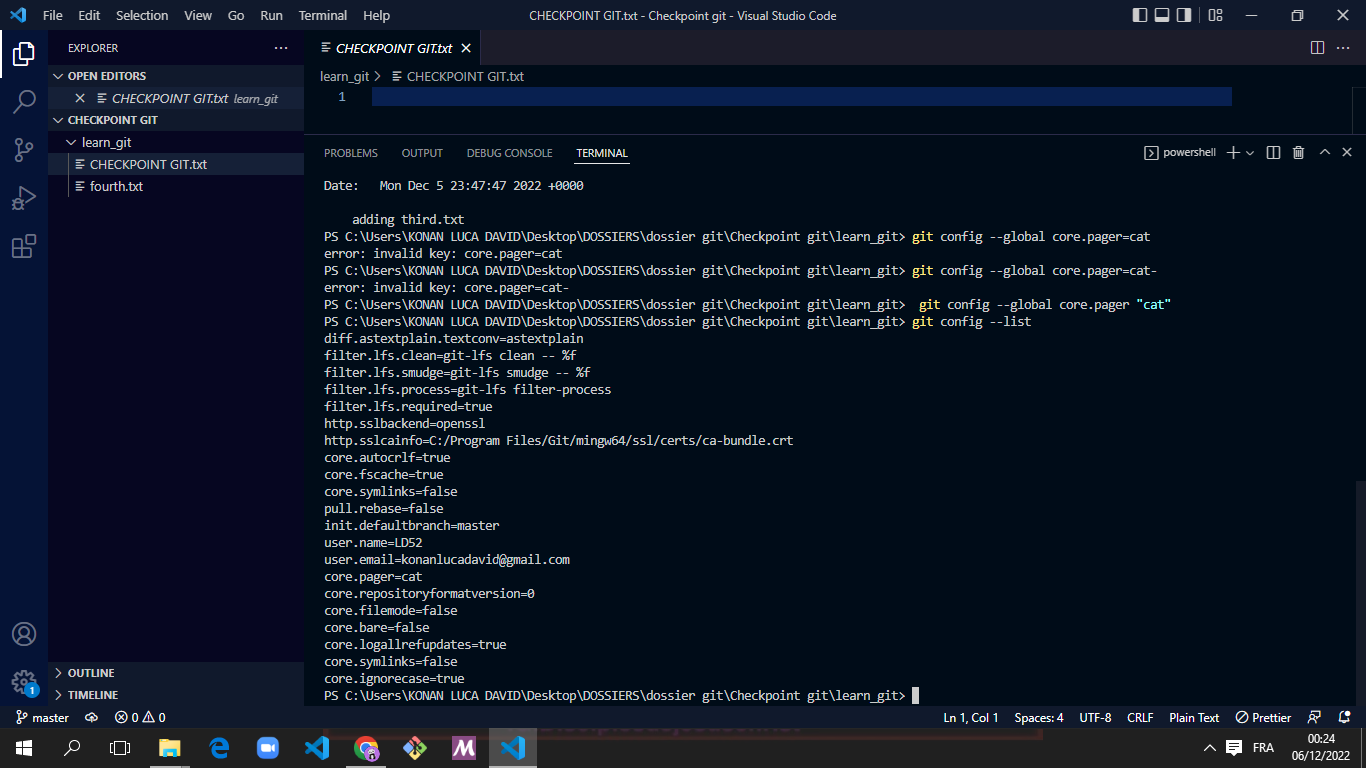 File Edit Selection View Go Run Terminal Help CHECKPOINT GIT.txt - Checkpoint git - Visual Studio Code
EXPLORER
OPEN EDITORS
CHECKPOINT GIT.txt learn_git
CHECKPOINT GIT
learn_git
CHECKPOINT GIT.txt
fourth.txt
OUTLINE
TIMELINE
CHECKPOINT GIT.txt
learn_git > CHECKPOINT GIT.txt
1
PROBLEMS OUTPUT DEBUG CONSOLE TERMINAL powershell
Date:   Mon Dec 5 23:47:47 2022 +0000
    adding third.txt
PS C:\Users\KONAN LUCA DAVID\Desktop\DOSSIERS\dossier git\Checkpoint git\learn_git> git config --global core.pager=cat
error: invalid key: core.pager=cat
PS C:\Users\KONAN LUCA DAVID\Desktop\DOSSIERS\dossier git\Checkpoint git\learn_git> git config --global core.pager=cat-
error: invalid key: core.pager=cat-
PS C:\Users\KONAN LUCA DAVID\Desktop\DOSSIERS\dossier git\Checkpoint git\learn_git>  git config --global core.pager "cat"
PS C:\Users\KONAN LUCA DAVID\Desktop\DOSSIERS\dossier git\Checkpoint git\learn_git> git config --list
diff.astextplain.textconv=astextplain
filter.lfs.clean=git-lfs clean -- %f
filter.lfs.smudge=git-lfs smudge -- %f
filter.lfs.process=git-lfs filter-process
filter.lfs.required=true
http.sslbackend=openssl
http.sslcainfo=C:/Program Files/Git/mingw64/ssl/certs/ca-bundle.crt
core.autocrlf=true
core.fscache=true
core.symlinks=false
pull.rebase=false
init.defaultbranch=master
user.name=LD52
user.email=konanlucadavid@gmail.com
core.pager=cat
core.repositoryformatversion=0
core.filemode=false
core.bare=false
core.logallrefupdates=true
core.symlinks=false
core.ignorecase=true
PS C:\Users\KONAN LUCA DAVID\Desktop\DOSSIERS\dossier git\Checkpoint git\learn_git>
1
master 0 0 Ln 1, Col 1 Spaces: 4 UTF-8 CRLF Plain Text Prettier
FRA
00:24
06/12/2022